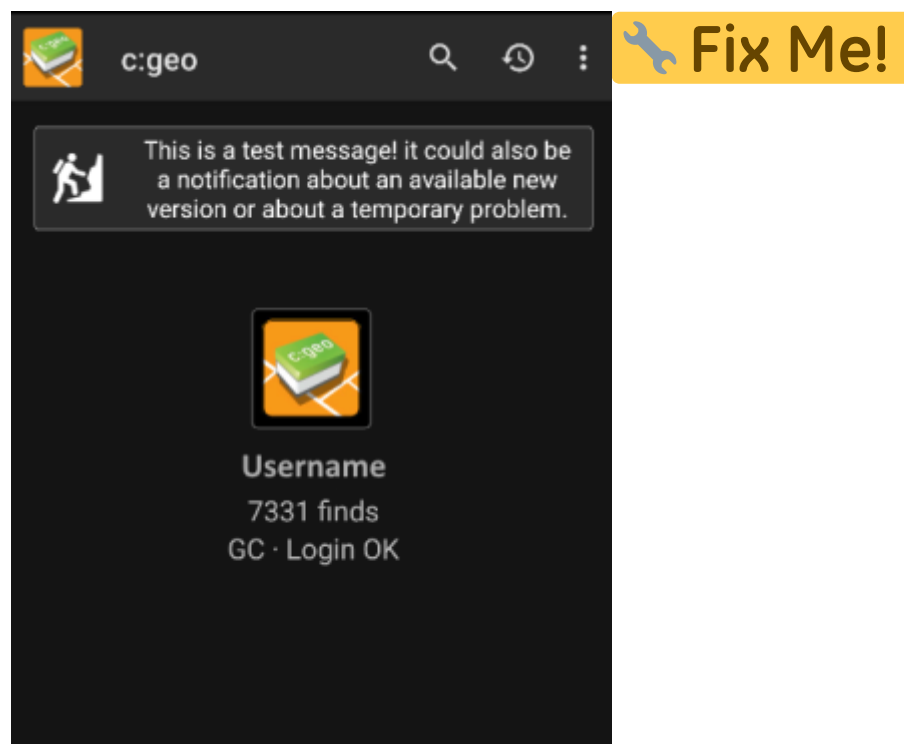 c:geo
c:geo
Fix Me!
This is a test message! it could also be
a notification about an available new
version or about a temporary problem.
c:geo
Username
7331 finds
GC · Login OK